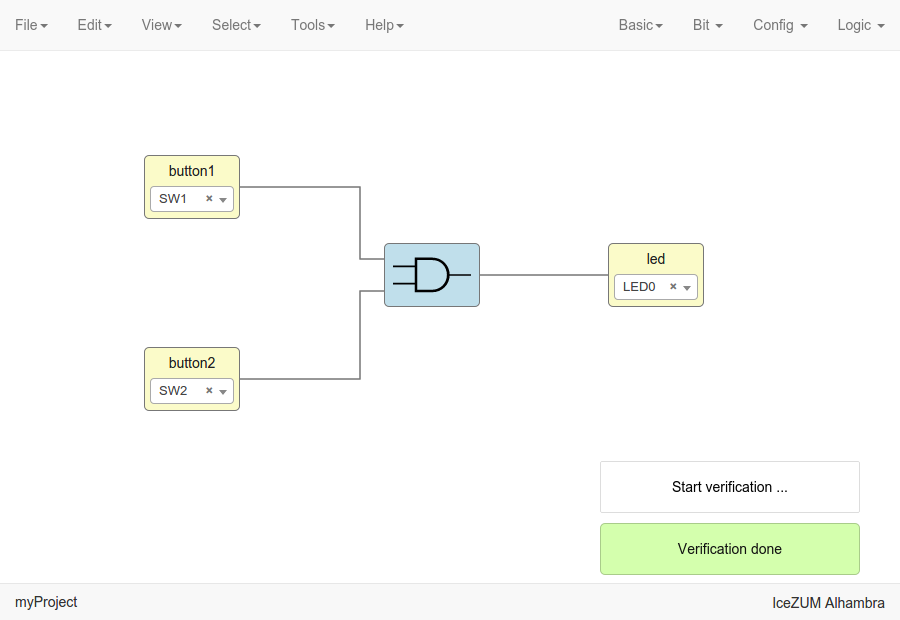 File Edit View Select Tools Help Basic Bit Config Logic
button1
SW1 ×
led
LED0 ×
button2
SW2 ×
Start verification ...
Verification done
myProject IceZUM Alhambra